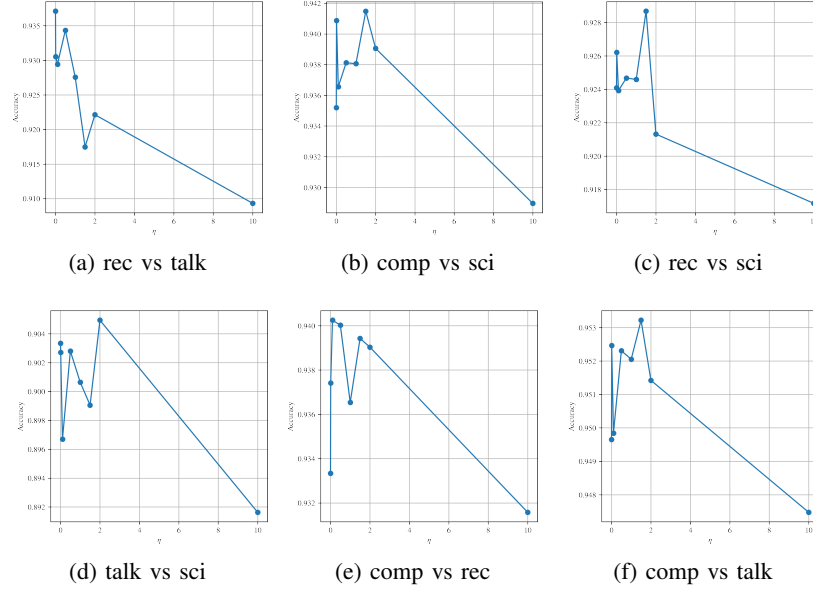 0.935
0.930
0.925
0.920
0.915
0.910
Accuracy
0 2 4 6 8 10
η
(a) rec vs talk
0.942
0.940
0.938
0.936
0.934
0.932
0.930
Accuracy
0 2 4 6 8 10
η
(b) comp vs sci
0.928
0.926
0.924
0.922
0.920
0.918
Accuracy
0 2 4 6 8 10
η
(c) rec vs sci
0.904
0.902
0.900
0.898
0.896
0.894
0.892
Accuracy
0 2 4 6 8 10
η
(d) talk vs sci
0.940
0.938
0.936
0.934
0.932
Accuracy
0 2 4 6 8 10
η
(e) comp vs rec
0.953
0.952
0.951
0.950
0.949
0.948
Accuracy
0 2 4 6 8 10
η
(f) comp vs talk